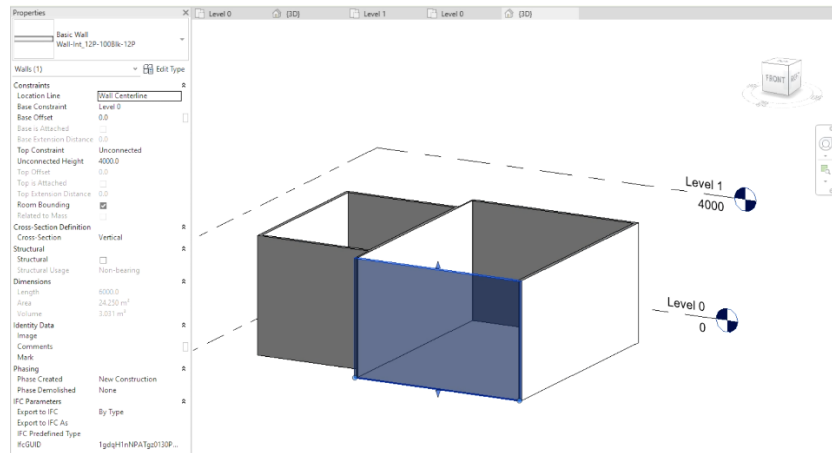 Properties
Level 0
{3D}
Level 1
Level 0
{3D}
Basic Wall
Wall-Int_12P-100Blk-12P
Walls (1)
Edit Type
Constraints
Location Line Wall Centerline
Base Constraint Level 0
Base Offset 0.0
Base is Attached
Base Extension Distance 0.0
Top Constraint Unconnected
Unconnected Height 4000.0
Top Offset 0.0
Top is Attached
Top Extension Distance 0.0
Room Bounding
Related to Mass
Cross-Section Definition
Cross-Section Vertical
Structural
Structural
Structural Usage Non-bearing
Dimensions
Length 6000.0
Area 24.250 m²
Volume 3.031 m³
Identity Data
Image
Comments
Mark
Phasing
Phase Created New Construction
Phase Demolished None
IFC Parameters
Export to IFC By Type
Export to IFC As
IFC Predefined Type
IfcGUID 1gdqH1nNPATgz0130P...
FRONT
Level 1
4000
Level 0
0